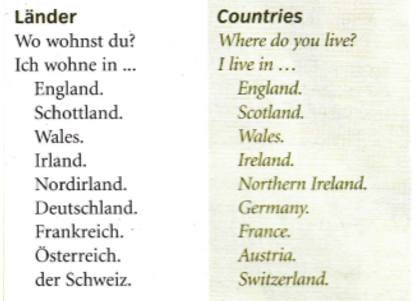 Länder
Wo wohnst du?
Ich wohne in ...
England.
Schottland.
Wales.
Irland.
Nordirland.
Deutschland.
Frankreich.
Österreich.
der Schweiz.
Countries
Where do you live?
I live in …
England.
Scotland.
Wales.
Ireland.
Northern Ireland.
Germany.
France.
Austria.
Switzerland.